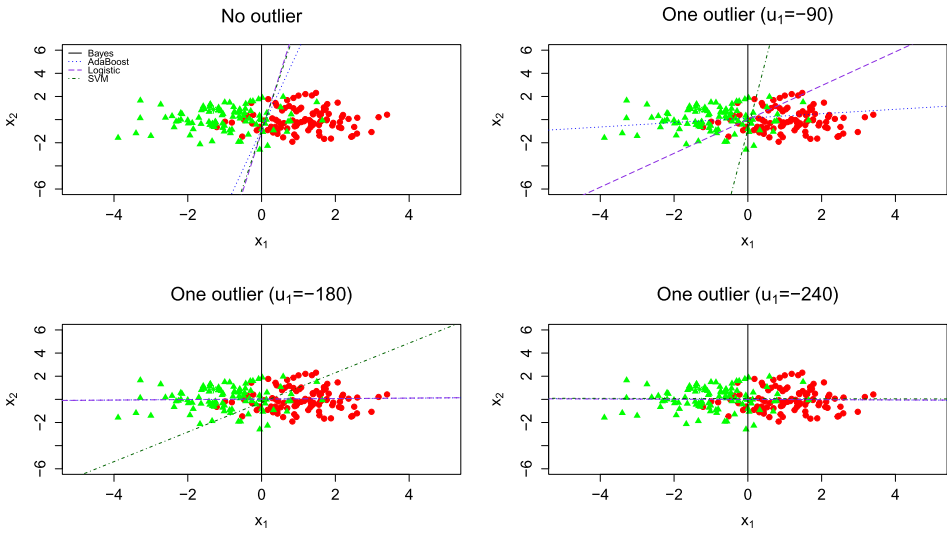 No outlier
6
4
2
−2
−6
x2
−4
−2
0
2
4
x1
Bayes
AdaBoost
Logistic
SVM
One outlier (u1=−90)
6
4
2
−2
−6
x2
−4
−2
0
2
4
x1
One outlier (u1=−180)
6
4
2
−2
−6
x2
−4
−2
0
2
4
x1
One outlier (u1=−240)
6
4
2
−2
−6
x2
−4
−2
0
2
4
x1